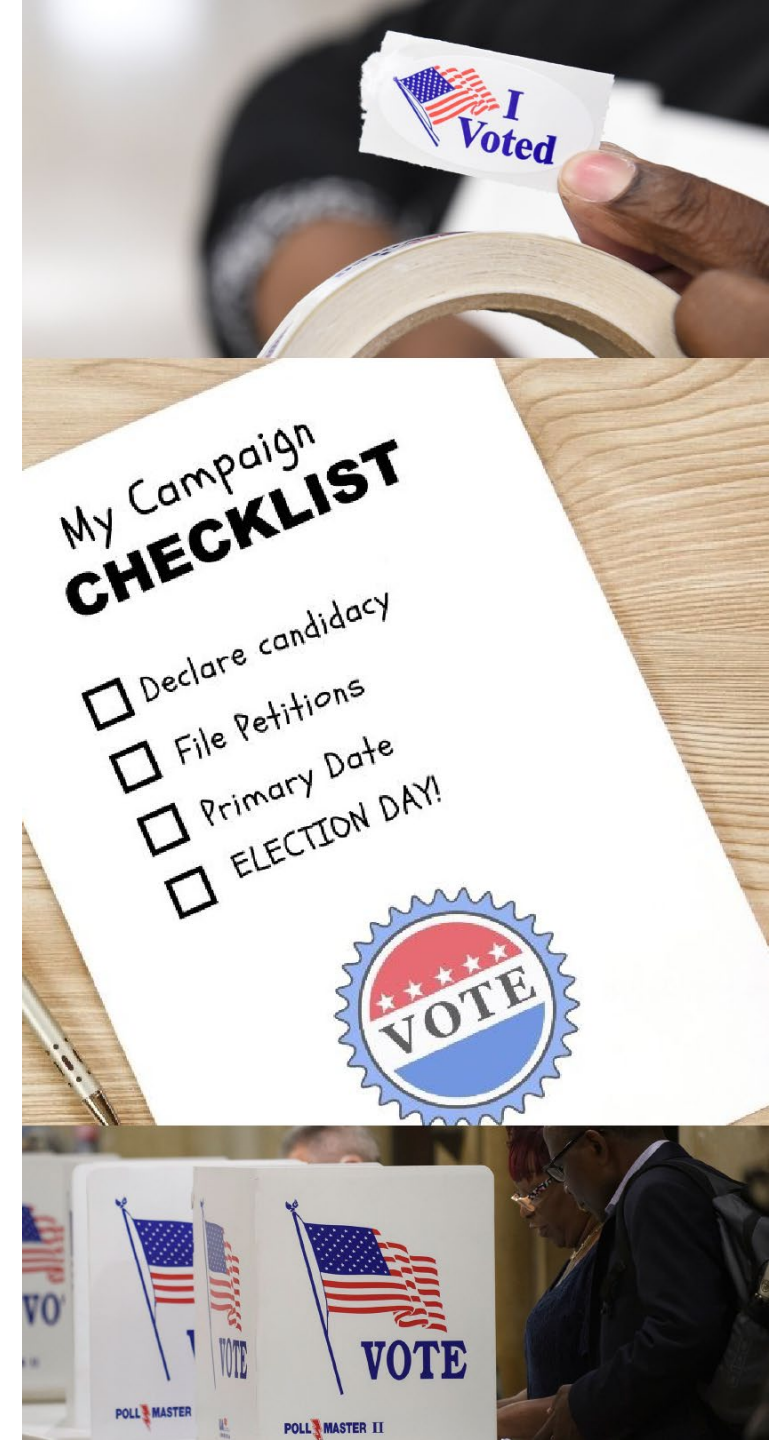 I
Voted
My Campaign
CHECKLIST
Declare candidacy
File Petitions
Primary Date
ELECTION DAY!
VOTE
VO
VOTE
VOTE
POLL MASTER
POLL MASTER II